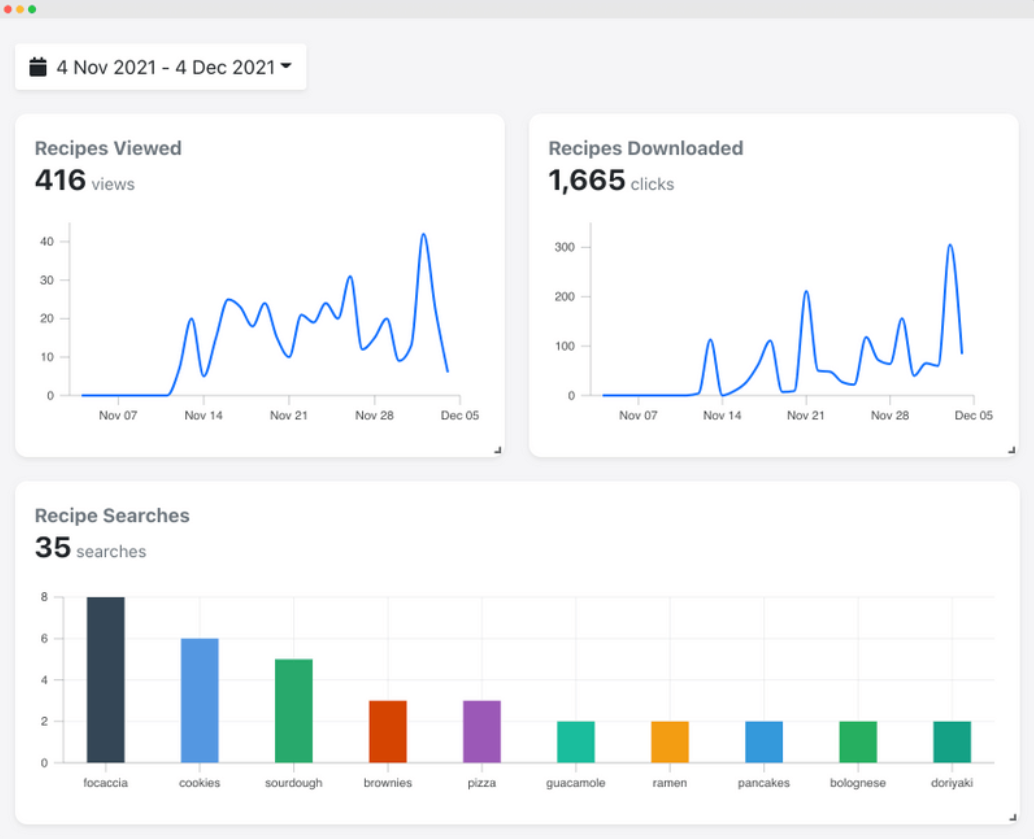 4 Nov 2021 - 4 Dec 2021
Recipes Viewed
416 views
40
30
20
10
0
Nov 07 Nov 14 Nov 21 Nov 28 Dec 05
Recipes Downloaded
1,665 clicks
300
200
100
0
Nov 07 Nov 14 Nov 21 Nov 28 Dec 05
Recipe Searches
35 searches
8
6
4
2
0
focaccia cookies sourdough brownies pizza guacamole ramen pancakes bolognese doriyaki